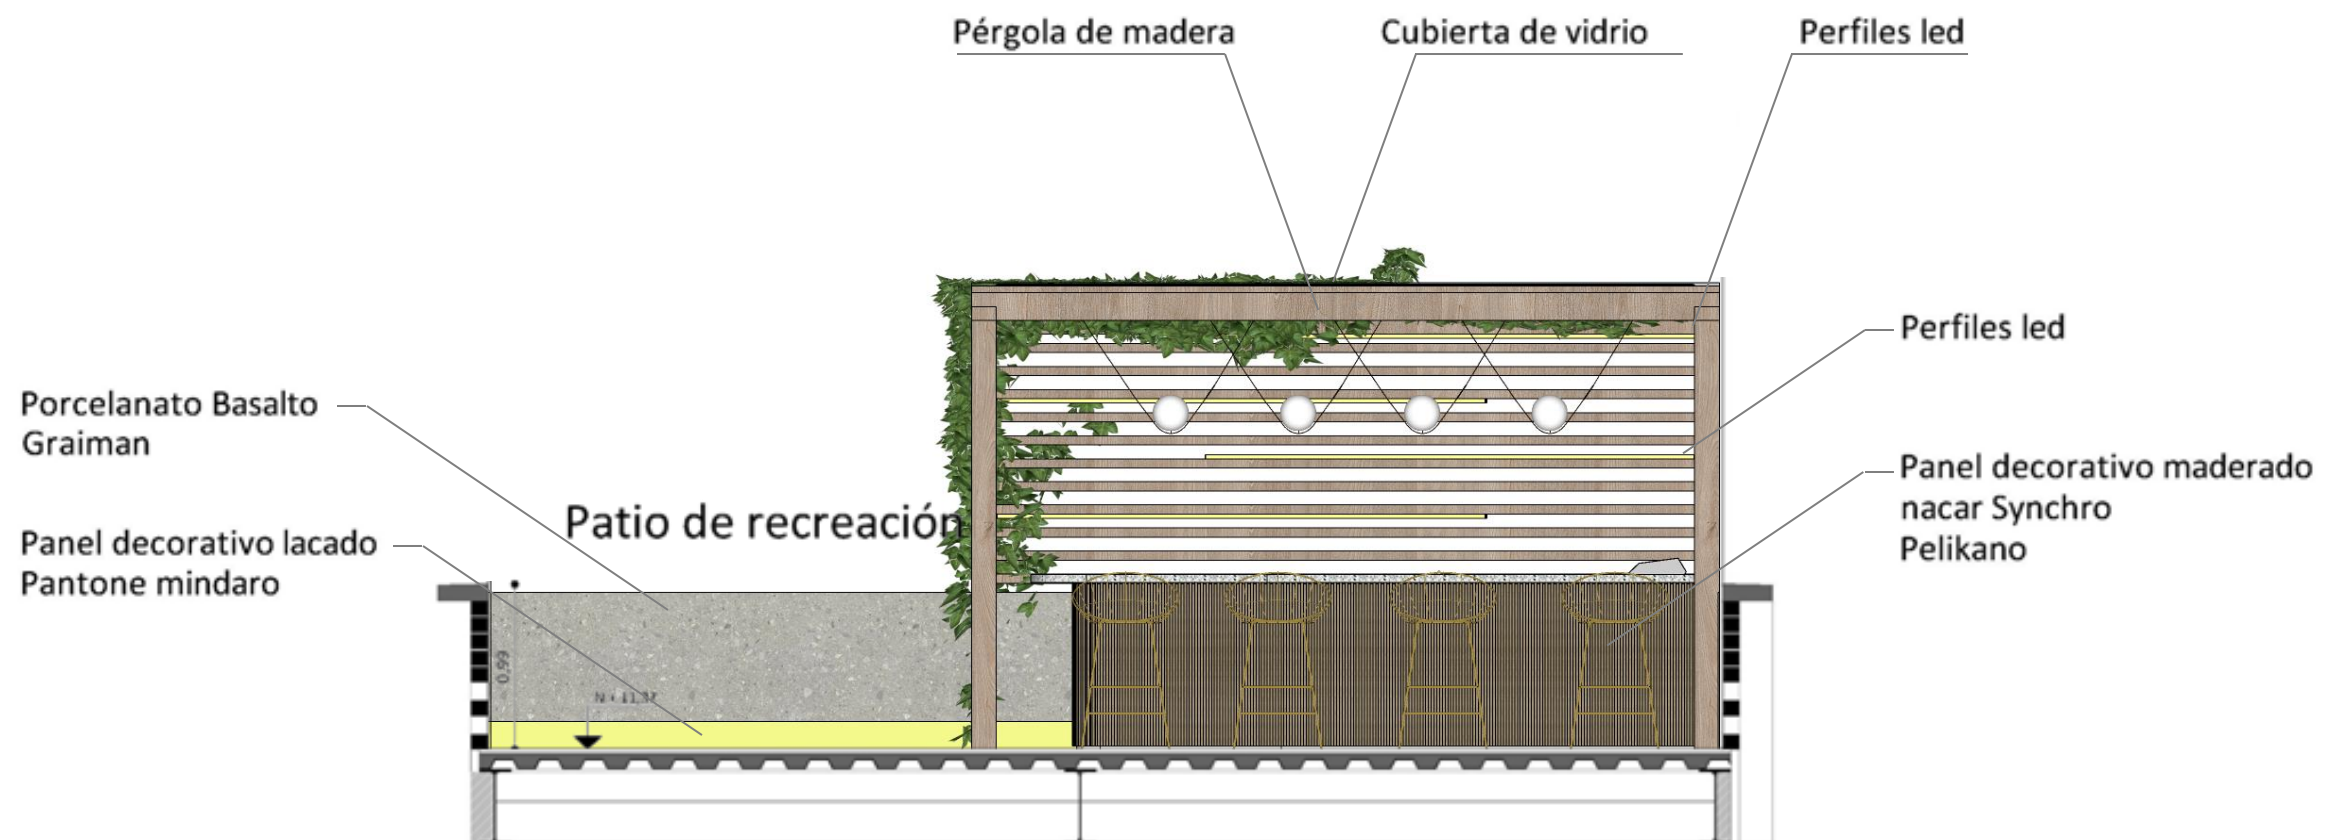 Pérgola de madera
Cubierta de vidrio
Perfiles led
Perfiles led
Porcelanato Basalto
Graiman
Panel decorativo maderado
nacar Synchro
Pelikano
Patio de recreación
Panel decorativo lacado
Pantone mindaro
0,99